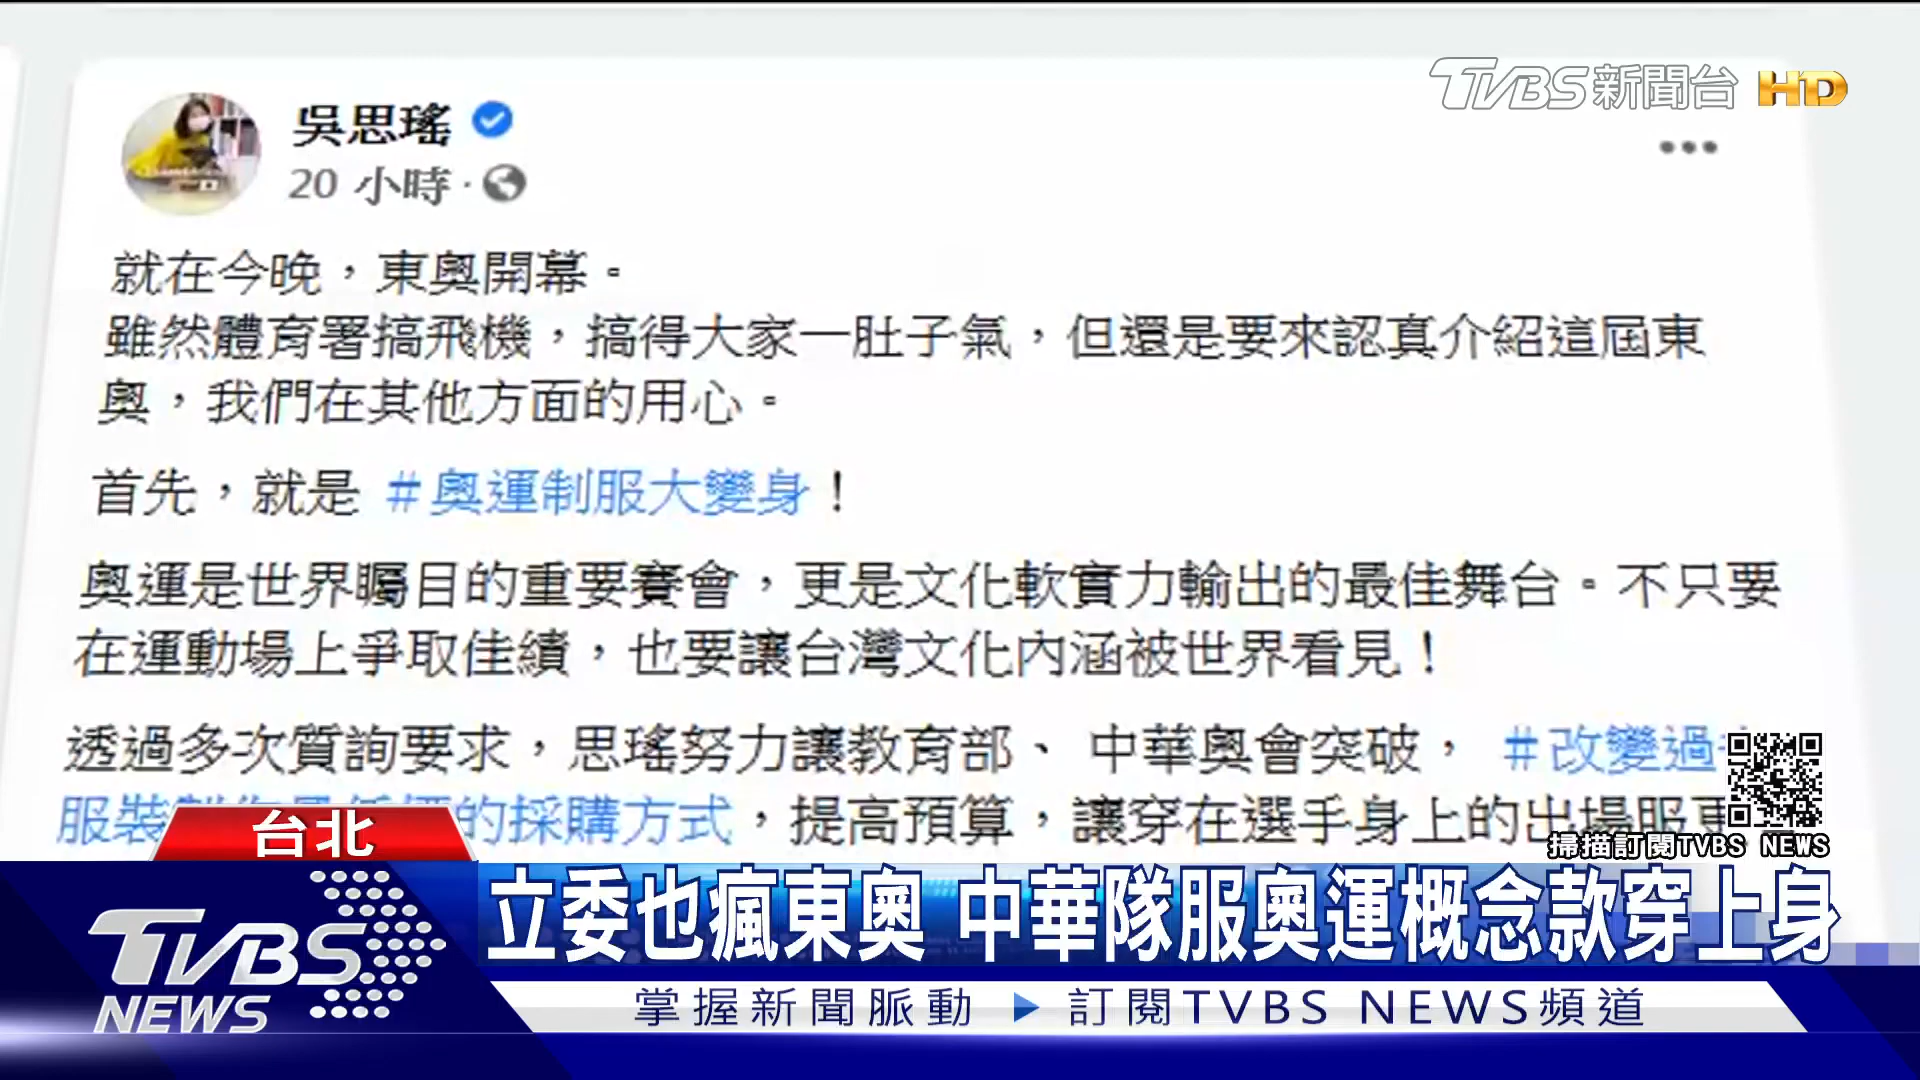 TVBS新聞台 HD
吳思瑤
20 小時 ·
就在今晚，東奧開幕。
雖然體育署搞飛機，搞得大家一肚子氣，但還是要來認真介紹這屆東
奧，我們在其他方面的用心。
首先，就是 #奧運制服大變身！
奧運是世界矚目的重要賽會，更是文化軟實力輸出的最佳舞台。不只要
在運動場上爭取佳績，也要讓台灣文化內涵被世界看見！
透過多次質詢要求，思瑤努力讓教育部、 中華奧會突破， #改變過
服裝 的採購方式，提高預算，讓穿在選手身上的出場服更
掃描訂閱TVBS NEWS
台北
立委也瘋東奧 中華隊服奧運概念款穿上身
TVBS
NEWS
掌握新聞脈動 ▶ 訂閱TVBS NEWS頻道